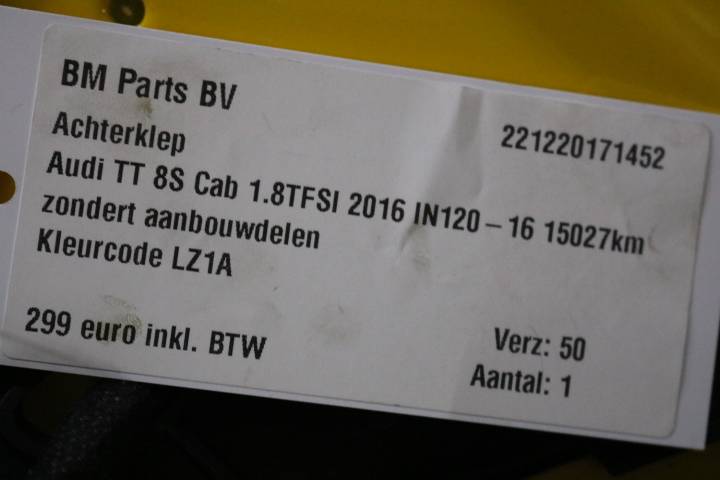 BM Parts BV
Achterklep 221220171452
Audi TT 8S Cab 1.8TFSI 2016 IN120 – 16 15027km
zondert aanbouwdelen
Kleurcode LZ1A
299 euro inkl. BTW
Verz: 50
Aantal: 1